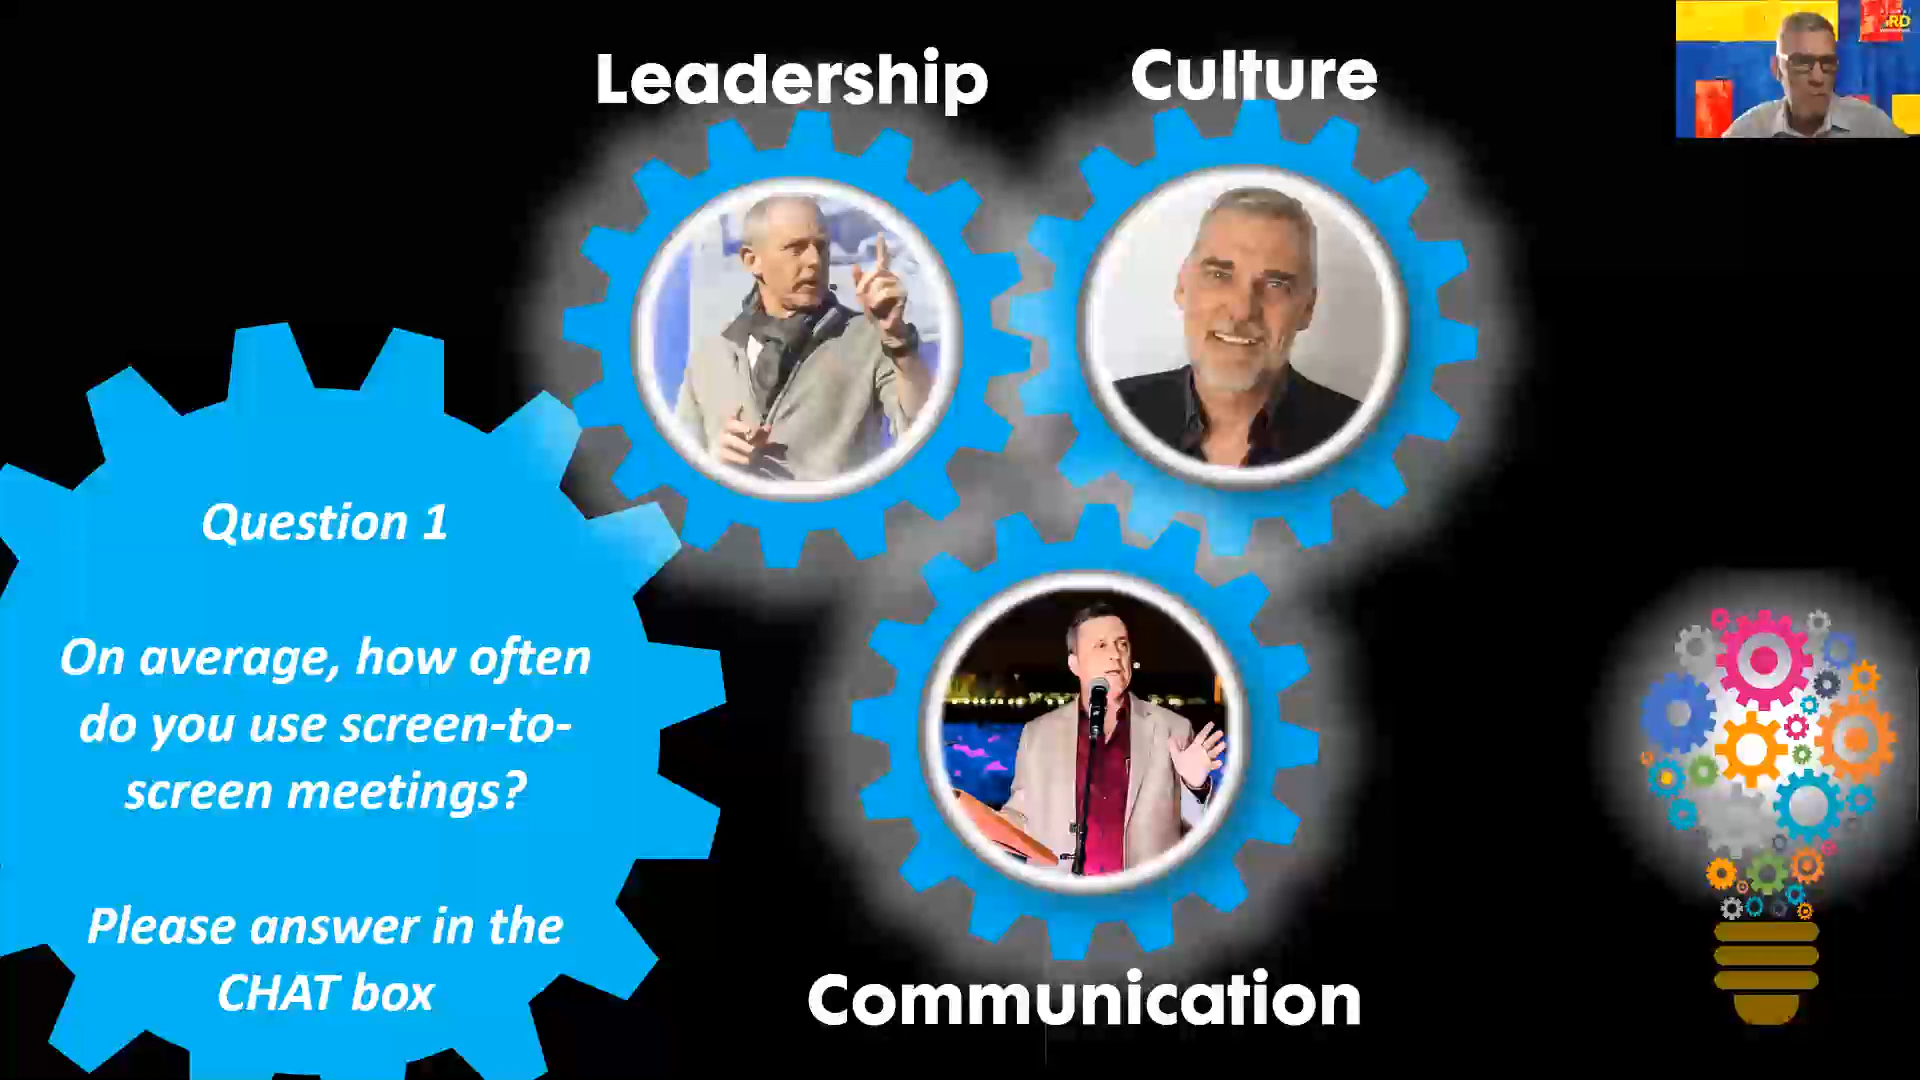 Leadership
Culture
Question 1
On average, how often
do you use screen-to-
screen meetings?
Please answer in the
CHAT box
Communication